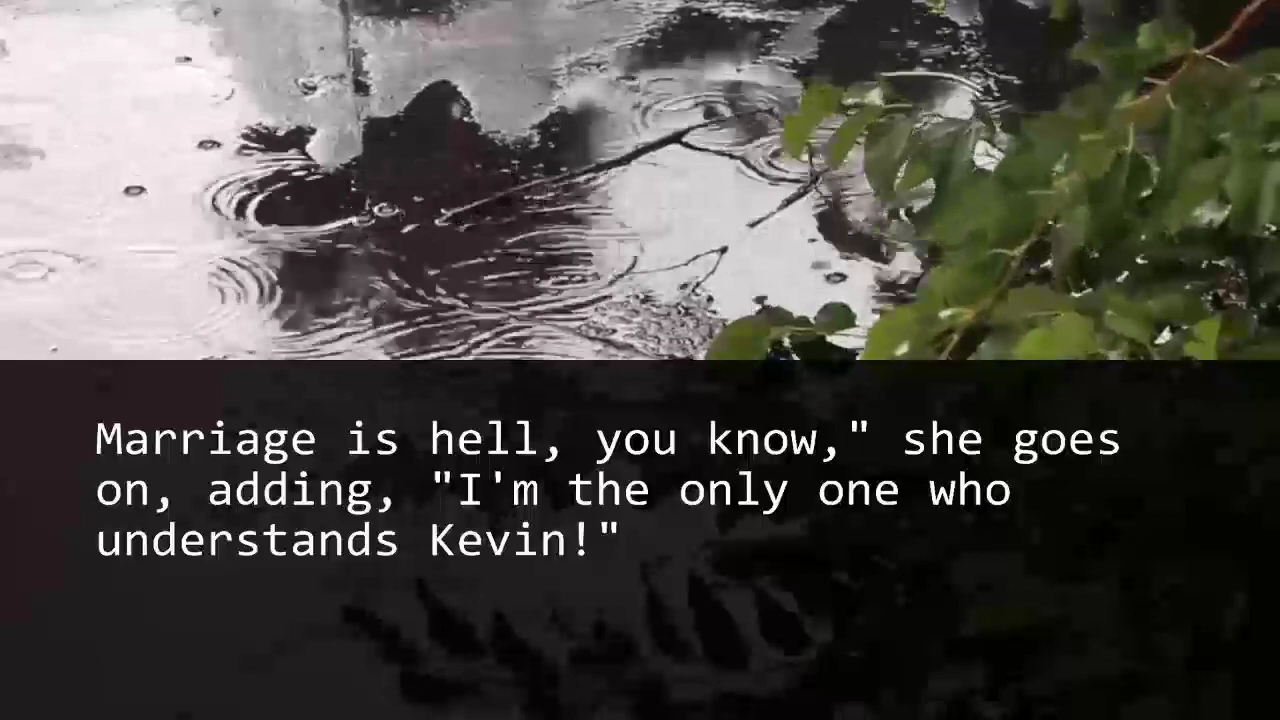 Marriage is hell, you know," she goes
on, adding, "I'm the only one who
understands Kevin!"